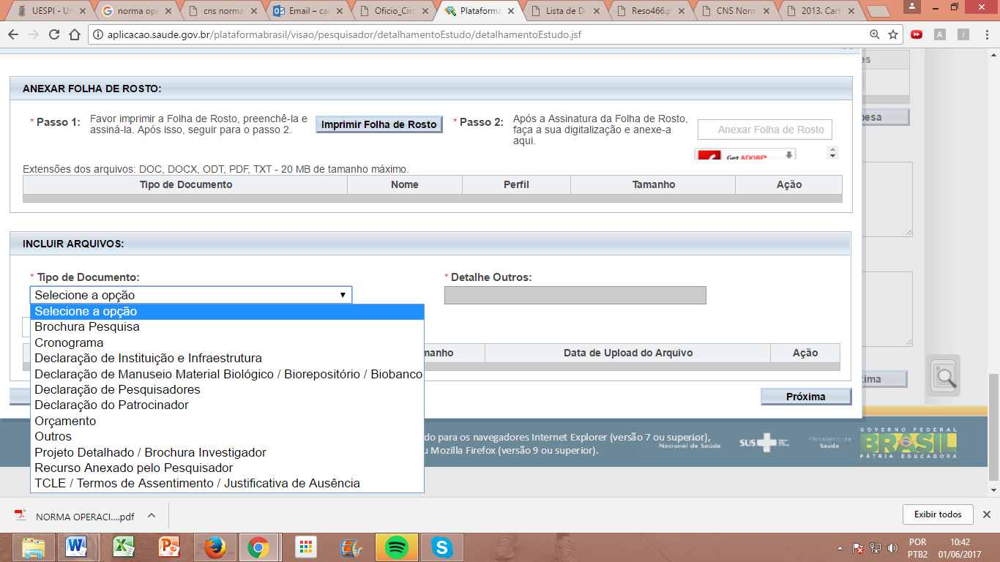 UESPI - Un
norma ope
cns norma
Email – ca
Oficio_Circ
Plataforma
Lista de Do
Reso466.p
CNS Norm
2013. Cart
aplicacao.saude.gov.br/plataformabrasil/visao/pesquisador/detalhamentoEstudo/detalhamentoEstudo.jsf
ANEXAR FOLHA DE ROSTO:
* Passo 1: Favor imprimir a Folha de Rosto, preenchê-la e
assiná-la. Após isso, seguir para o passo 2.
Imprimir Folha de Rosto
* Passo 2: Após a Assinatura da Folha de Rosto,
faça a sua digitalização e anexe-a
aqui.
Anexar Folha de Rosto
Get ADOBE®
Extensões dos arquivos: DOC, DOCX, ODT, PDF, TXT - 20 MB de tamanho máximo.
Tipo de Documento Nome Perfil Tamanho Ação
INCLUIR ARQUIVOS:
* Tipo de Documento:
* Detalhe Outros:
Selecione a opção
Selecione a opção
Brochura Pesquisa
Cronograma
Declaração de Instituição e Infraestrutura
Declaração de Manuseio Material Biológico / Biorepositório / Biobanco
Declaração de Pesquisadores
Declaração do Patrocinador
Orçamento
Outros
Projeto Detalhado / Brochura Investigador
Recurso Anexado pelo Pesquisador
TCLE / Termos de Assentimento / Justificativa de Ausência
manho Data de Upload do Arquivo Ação
Próxima
es
pesa
ima
do para os navegadores Internet Explorer (versão 7 ou superior),
u Mozilla Firefox (versão 9 ou superior).
Nacional de Saúde
SUS
Ministério da
Saúde
GOVERNO FEDERAL
BRASIL
PÁTRIA EDUCADORA
NORMA OPERACI....pdf
Exibir todos
POR
PTB2
10:42
01/06/2017